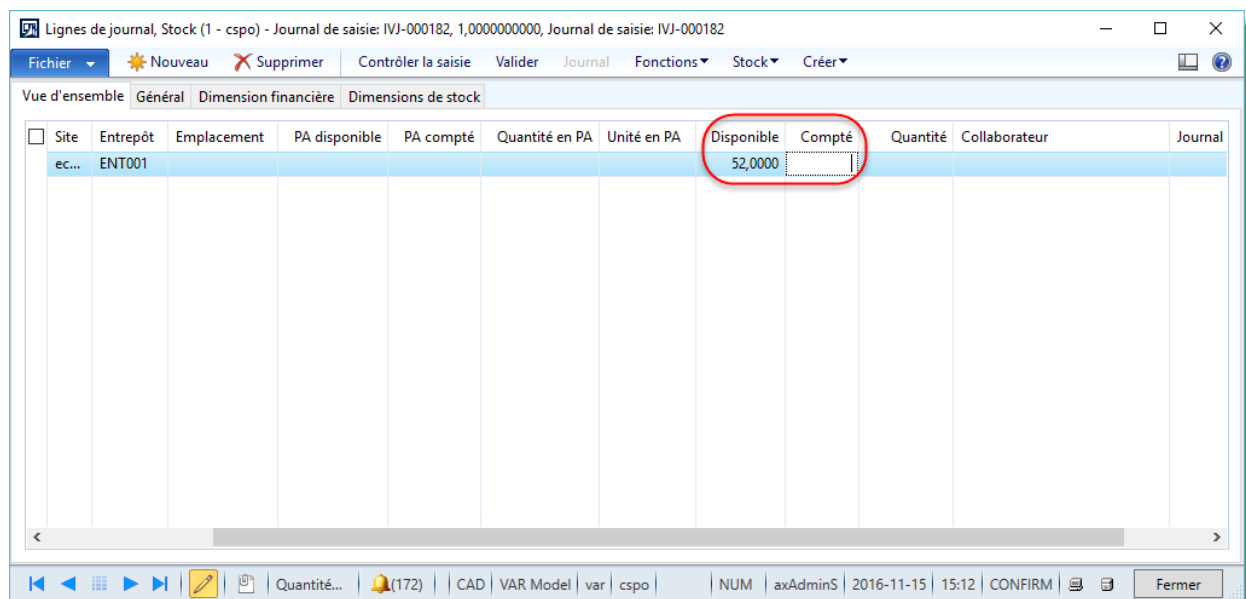 Lignes de journal, Stock (1 - cspo) - Journal de saisie: IVJ-000182, 1,0000000000, Journal de saisie: IVJ-000182
Fichier Nouveau Supprimer Contrôler la saisie Valider Journal Fonctions Stock Créer
Vue d'ensemble Général Dimension financière Dimensions de stock
Site Entrepôt Emplacement PA disponible PA compté Quantité en PA Unité en PA Disponible Compté Quantité Collaborateur Journal
ec... ENT001 52,0000
Quantité... (172) CAD VAR Model var cspo NUM axAdminS 2016-11-15 15:12 CONFIRM Fermer